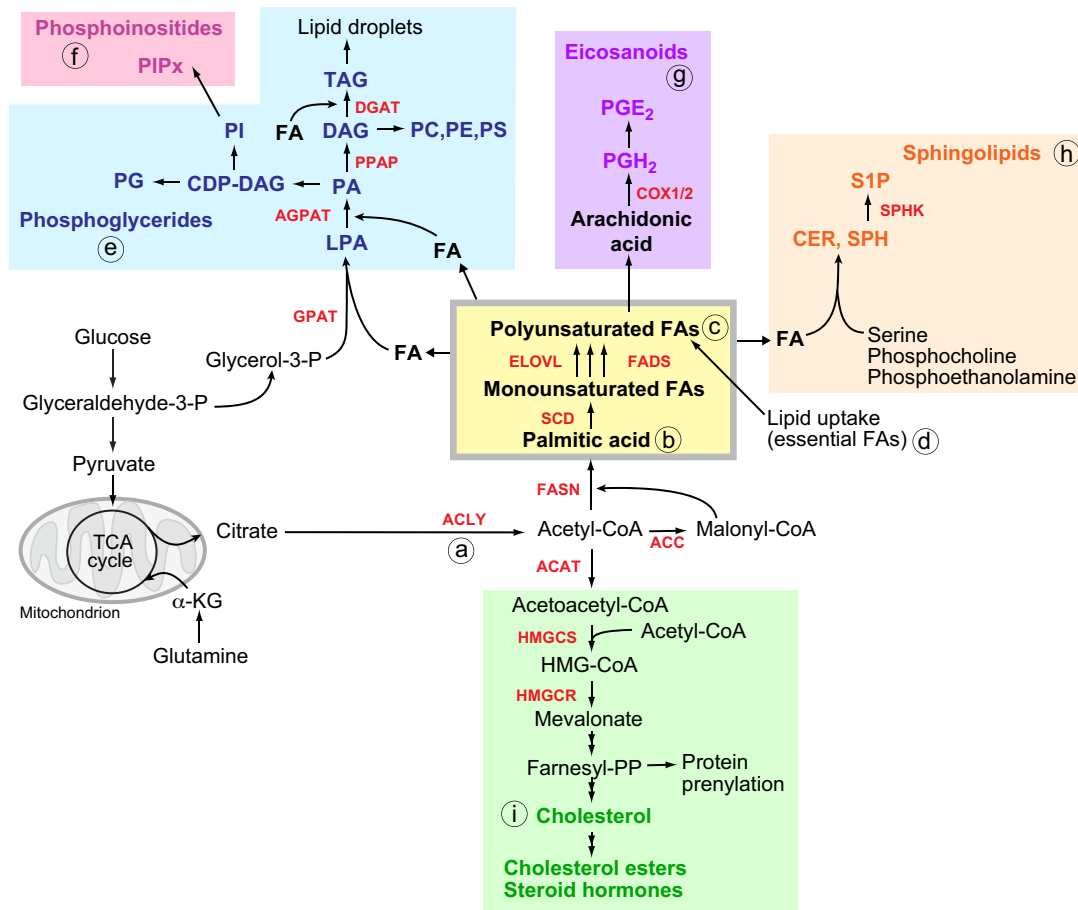 Phosphoinositides
f
PIPx
Lipid droplets
TAG
DGAT
FA
DAG
PC,PE,PS
PI
PPAP
PG
CDP-DAG
PA
Phosphoglycerides
AGPAT
e
LPA
FA
Eicosanoids
g
PGE2
PGH2
COX1/2
Arachidonic
acid
Sphingolipids
h
S1P
SPHK
CER, SPH
FA
Serine
Phosphocholine
Phosphoethanolamine
GPAT
Glucose
Glycerol-3-P
FA
Glyceraldehyde-3-P
Pyruvate
Polyunsaturated FAs
c
ELOVL
FADS
Monounsaturated FAs
SCD
Palmitic acid
b
Lipid uptake
(essential FAs)
d
TCA
cycle
Mitochondrion
Citrate
α-KG
Glutamine
ACLY
a
FASN
Acetyl-CoA
ACC
Malonyl-CoA
ACAT
Acetoacetyl-CoA
HMGCS
Acetyl-CoA
HMG-CoA
HMGCR
Mevalonate
Farnesyl-PP
Protein
prenylation
i
Cholesterol
Cholesterol esters
Steroid hormones